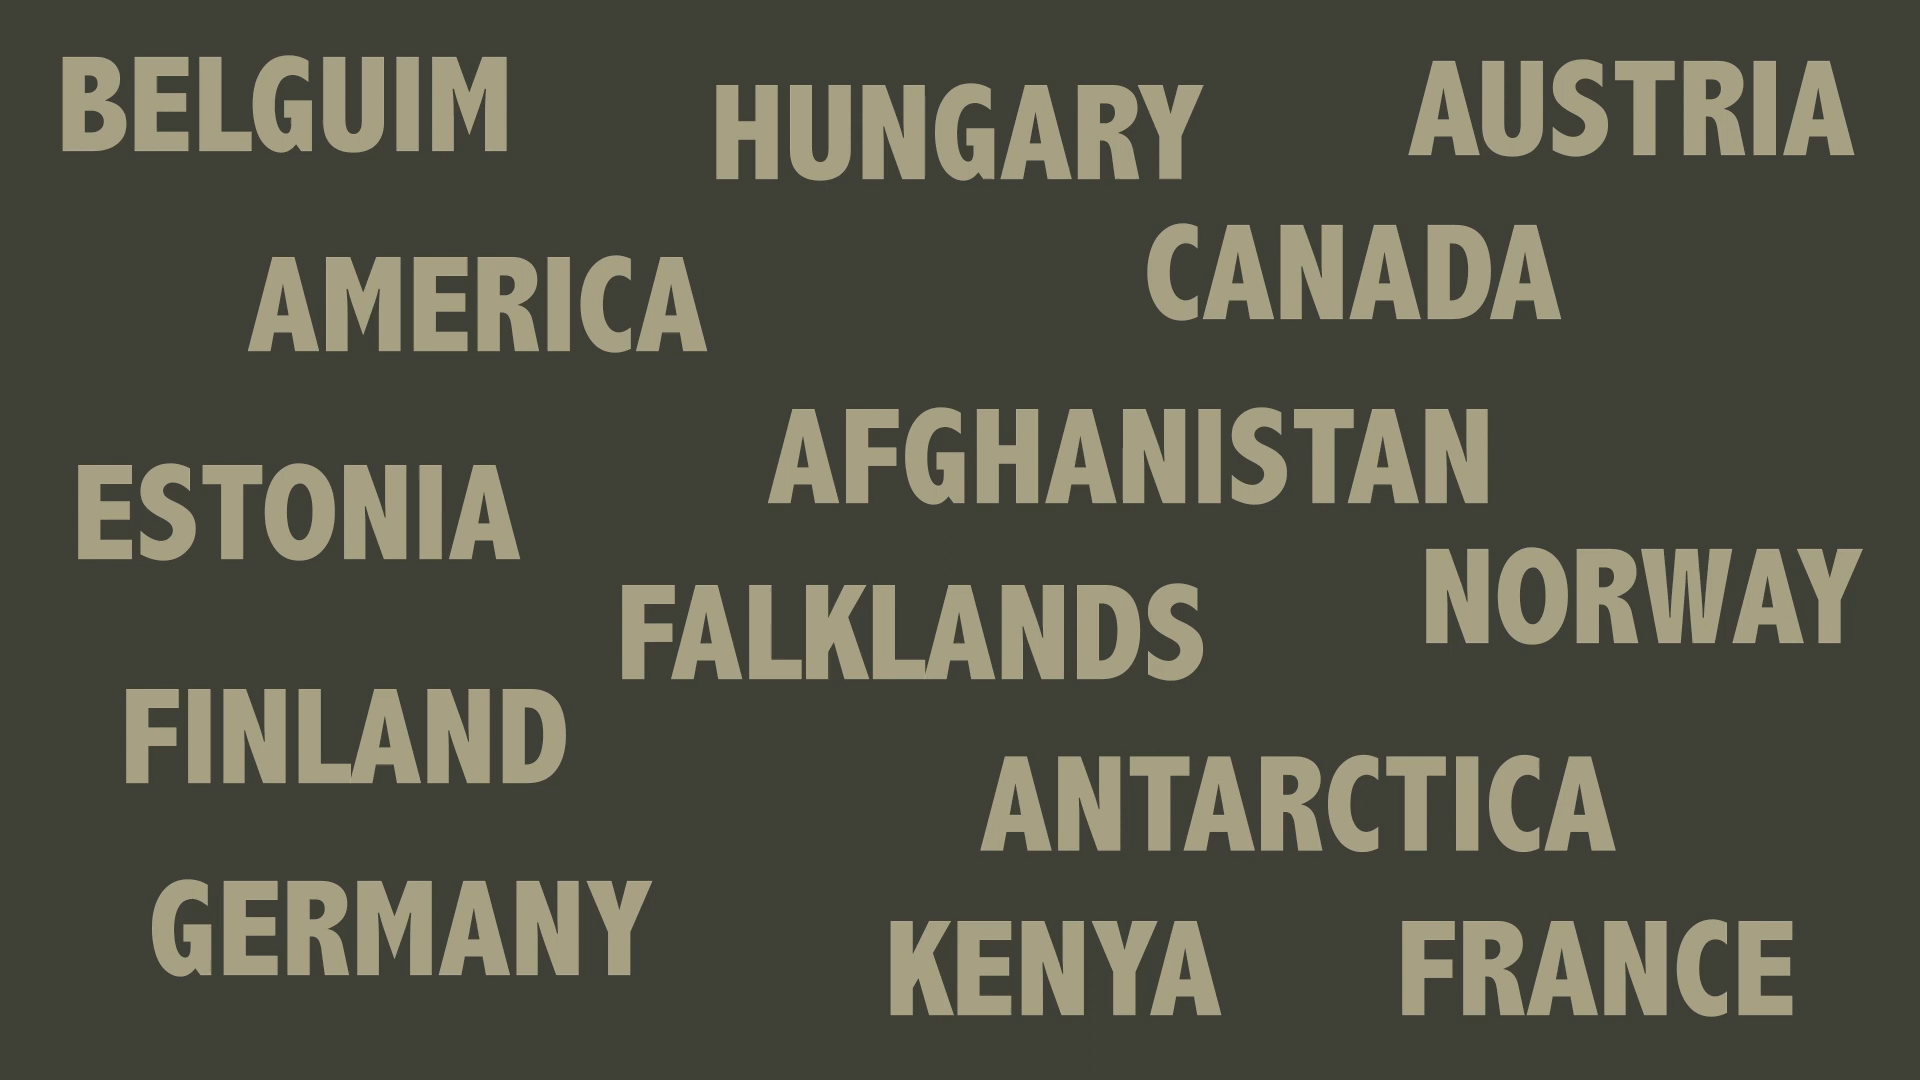 BELGUIM
HUNGARY
AUSTRIA
AMERICA
CANADA
AFGHANISTAN
ESTONIA
NORWAY
FALKLANDS
FINLAND
ANTARCTICA
GERMANY
KENYA
FRANCE